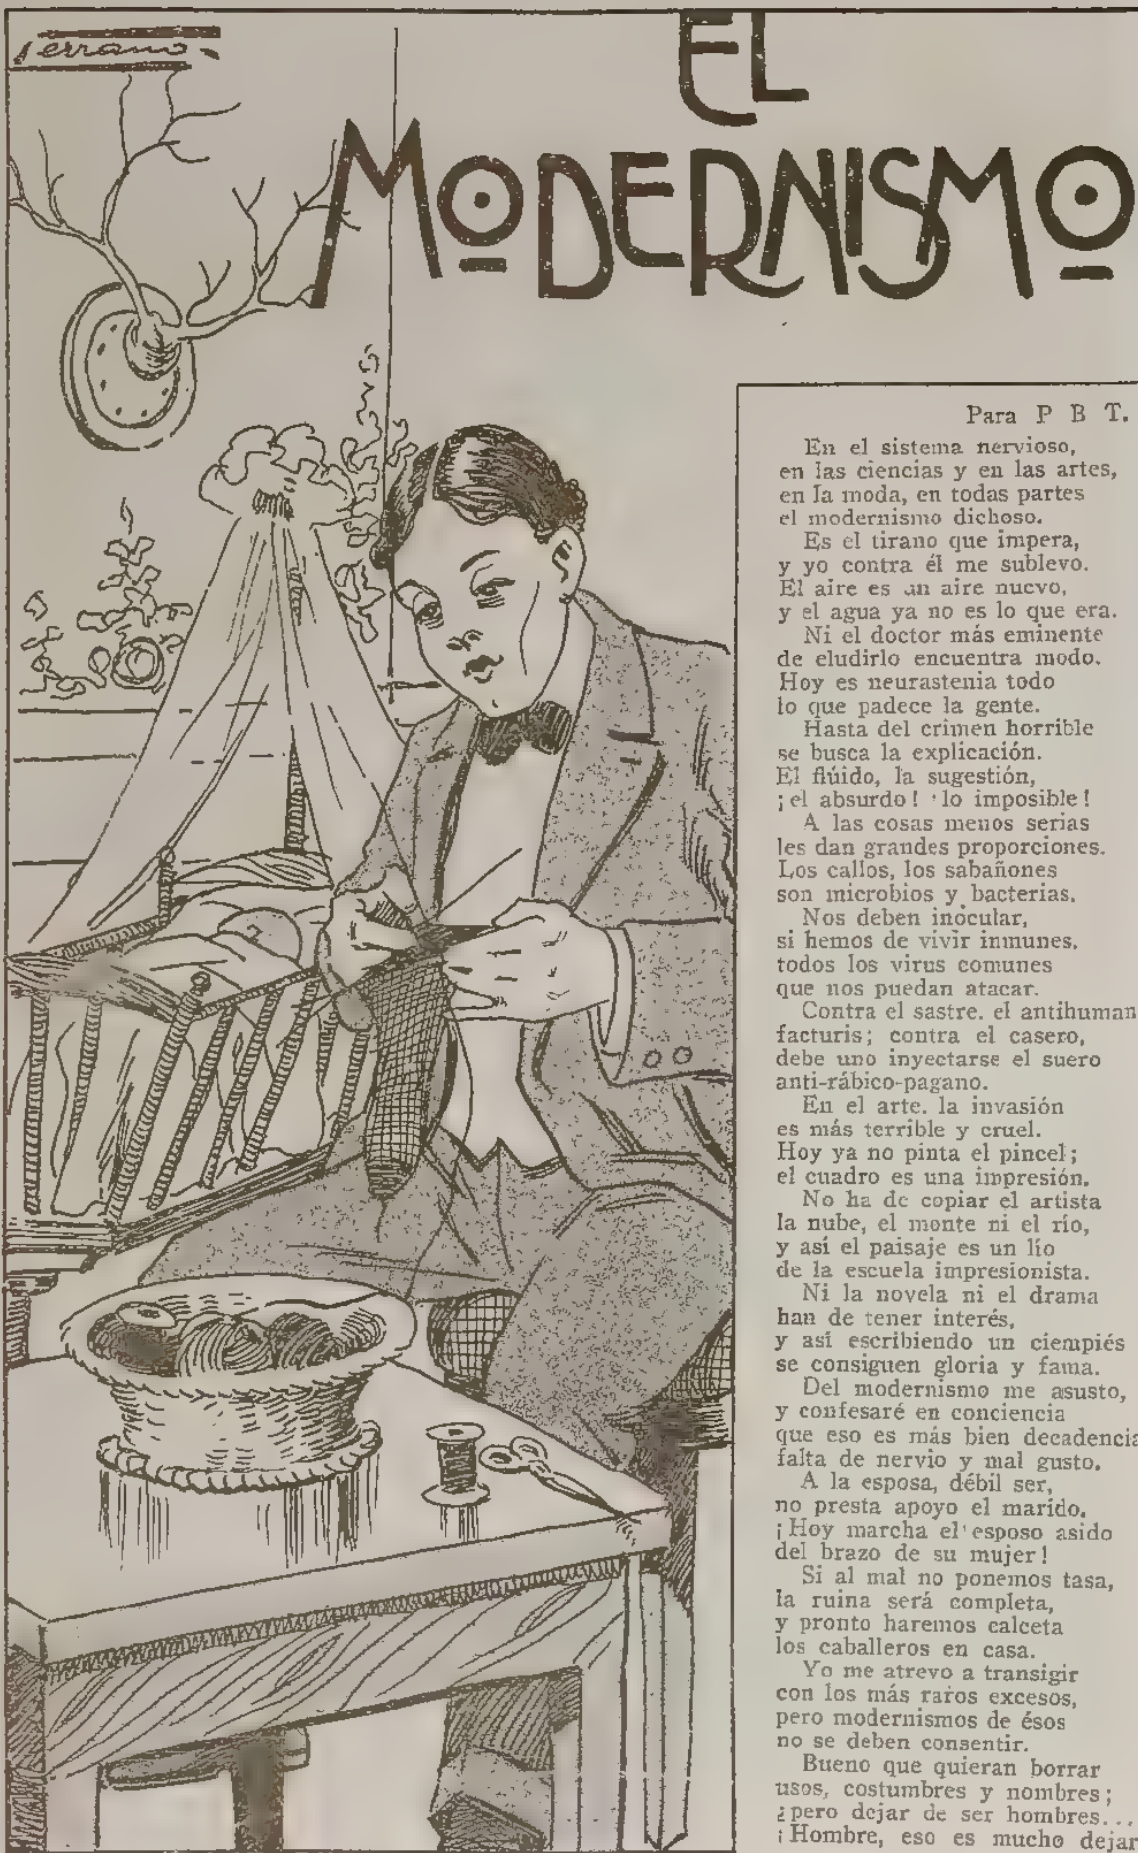 Serrano
EL
MODERNISMO
Para P B T.
En el sistema nervioso,
en las ciencias y en las artes,
en la moda, en todas partes
el modernismo dichoso.
Es el tirano que impera,
y yo contra él me sublevo.
El aire es un aire nuevo,
y el agua ya no es lo que era.
Ni el doctor más eminente
de eludirlo encuentra modo.
Hoy es neurastenia todo
lo que padece la gente.
Hasta del crimen horrible
se busca la explicación.
El flúido, la sugestión,
¡el absurdo! ¡lo imposible!
A las cosas menos serias
les dan grandes proporciones.
Los callos, los sabañones
son microbios y bacterias.
Nos deben inocular,
si hemos de vivir inmunes,
todos los virus comunes
que nos puedan atacar.
Contra el sastre. el antihuman
facturis; contra el casero,
debe uno inyectarse el suero
anti-rábico-pagano.
En el arte. la invasión
es más terrible y cruel.
Hoy ya no pinta el pincel;
el cuadro es una impresión.
No ha de copiar el artista
la nube, el monte ni el río,
y así el paisaje es un lío
de la escuela impresionista.
Ni la novela ni el drama
han de tener interés,
y así escribiendo un ciempiés
se consiguen gloria y fama.
Del modernismo me asusto,
y confesaré en conciencia
que eso es más bien decadencia
falta de nervio y mal gusto.
A la esposa, débil ser,
no presta apoyo el marido.
¡Hoy marcha el esposo asido
del brazo de su mujer!
Si al mal no ponemos tasa,
la ruina será completa,
y pronto haremos calceta
los caballeros en casa.
Yo me atrevo a transigir
con los más raros excesos,
pero modernismos de ésos
no se deben consentir.
Bueno que quieran borrar
usos, costumbres y nombres;
¿pero dejar de ser hombres...
¡Hombre, eso es mucho dejar